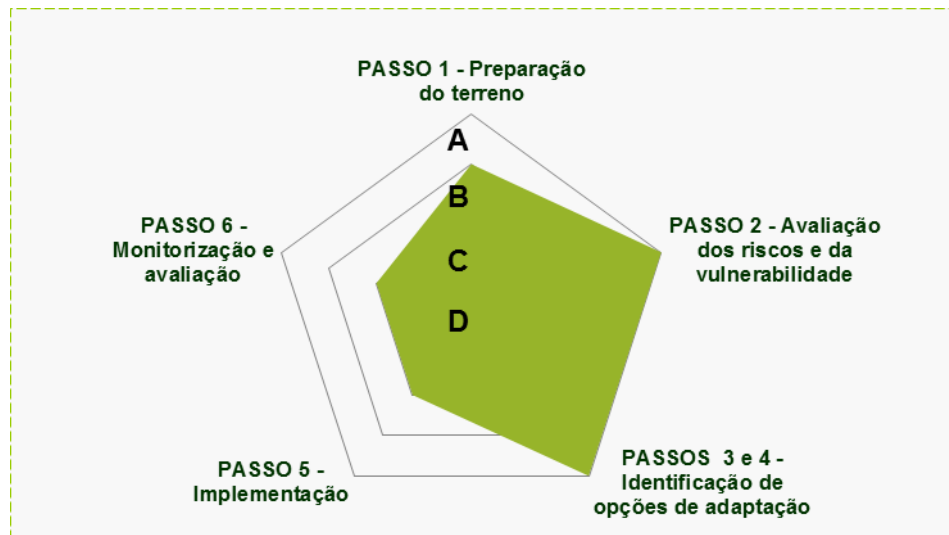 PASSO 1 - Preparação
do terreno
A
B
C
D
PASSO 2 - Avaliação
dos riscos e da
vulnerabilidade
PASSOS 3 e 4 -
Identificação de
opções de adaptação
PASSO 5 -
Implementação
PASSO 6 -
Monitorização e
avaliação